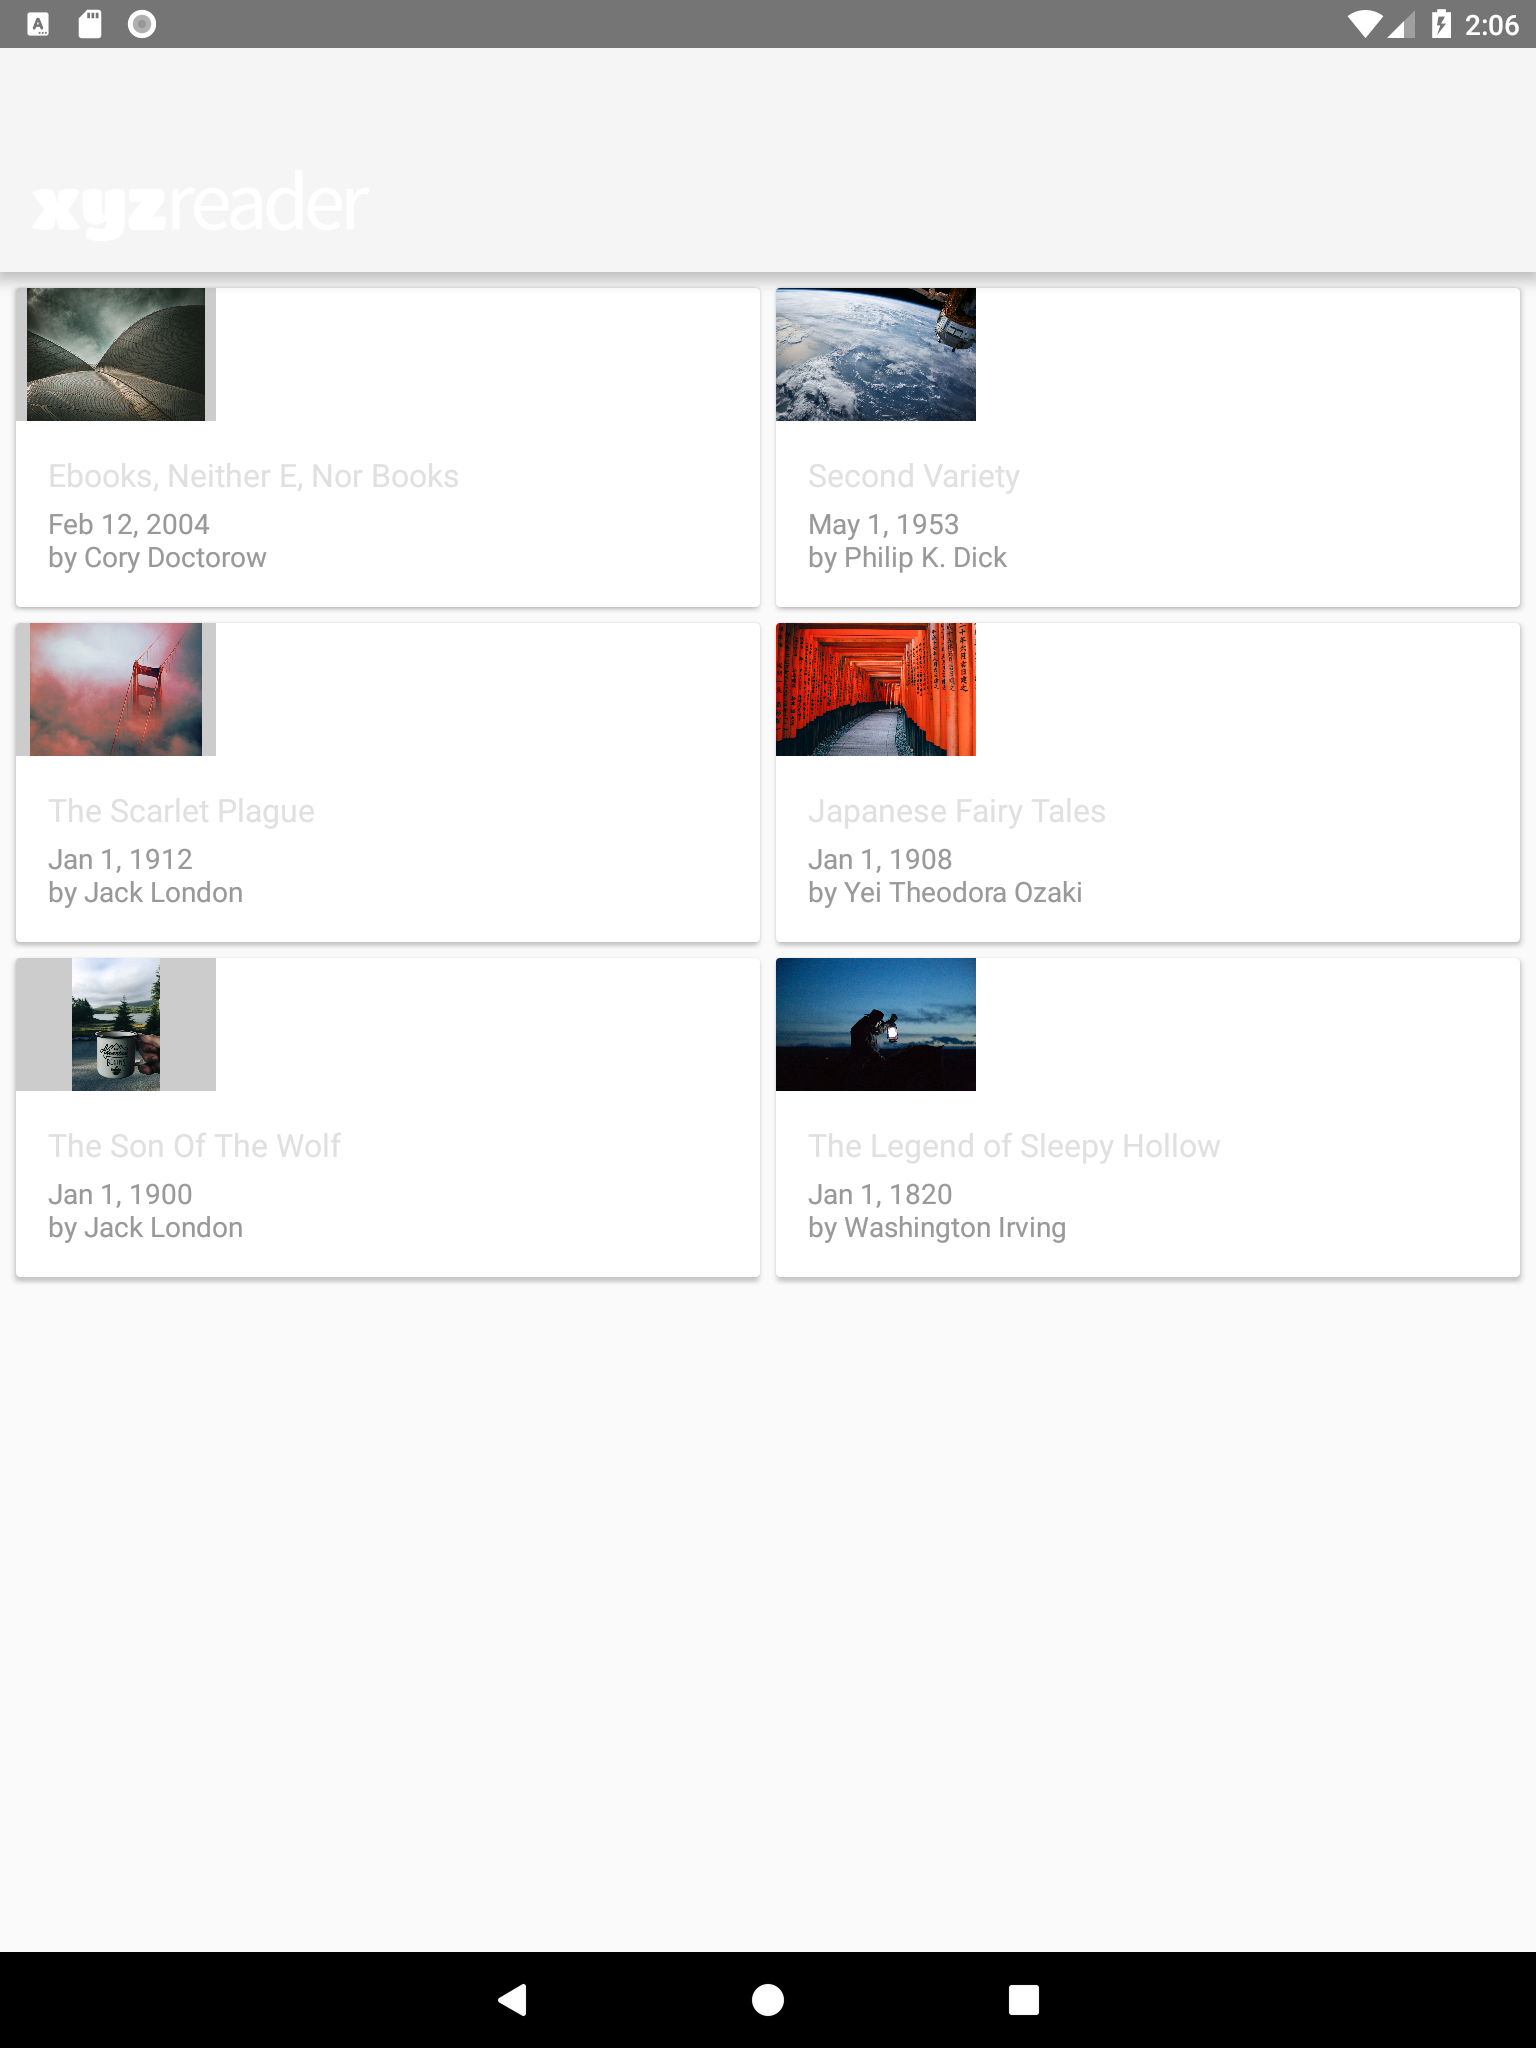 2:06
xyzreader
Ebooks, Neither E, Nor Books
Feb 12, 2004
by Cory Doctorow
Second Variety
May 1, 1953
by Philip K. Dick
The Scarlet Plague
Jan 1, 1912
by Jack London
Japanese Fairy Tales
Jan 1, 1908
by Yei Theodora Ozaki
The Son Of The Wolf
Jan 1, 1900
by Jack London
The Legend of Sleepy Hollow
Jan 1, 1820
by Washington Irving